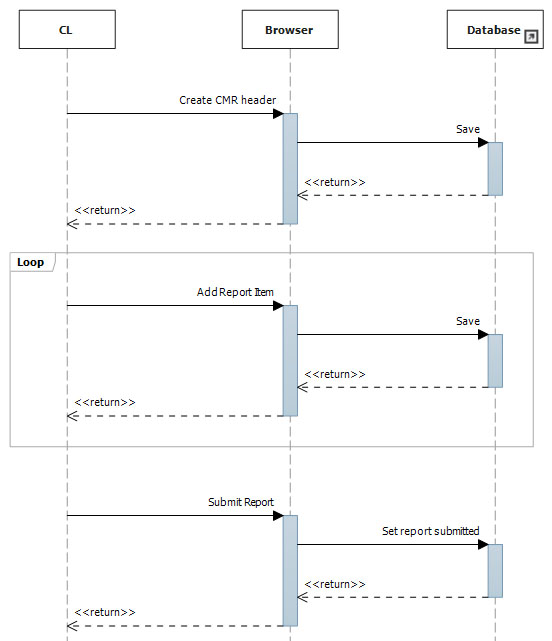 CL
Browser
Database
Create CMR header
Save
<<return>>
<<return>>
Loop
Add Report Item
Save
<<return>>
<<return>>
Submit Report
Set report submitted
<<return>>
<<return>>